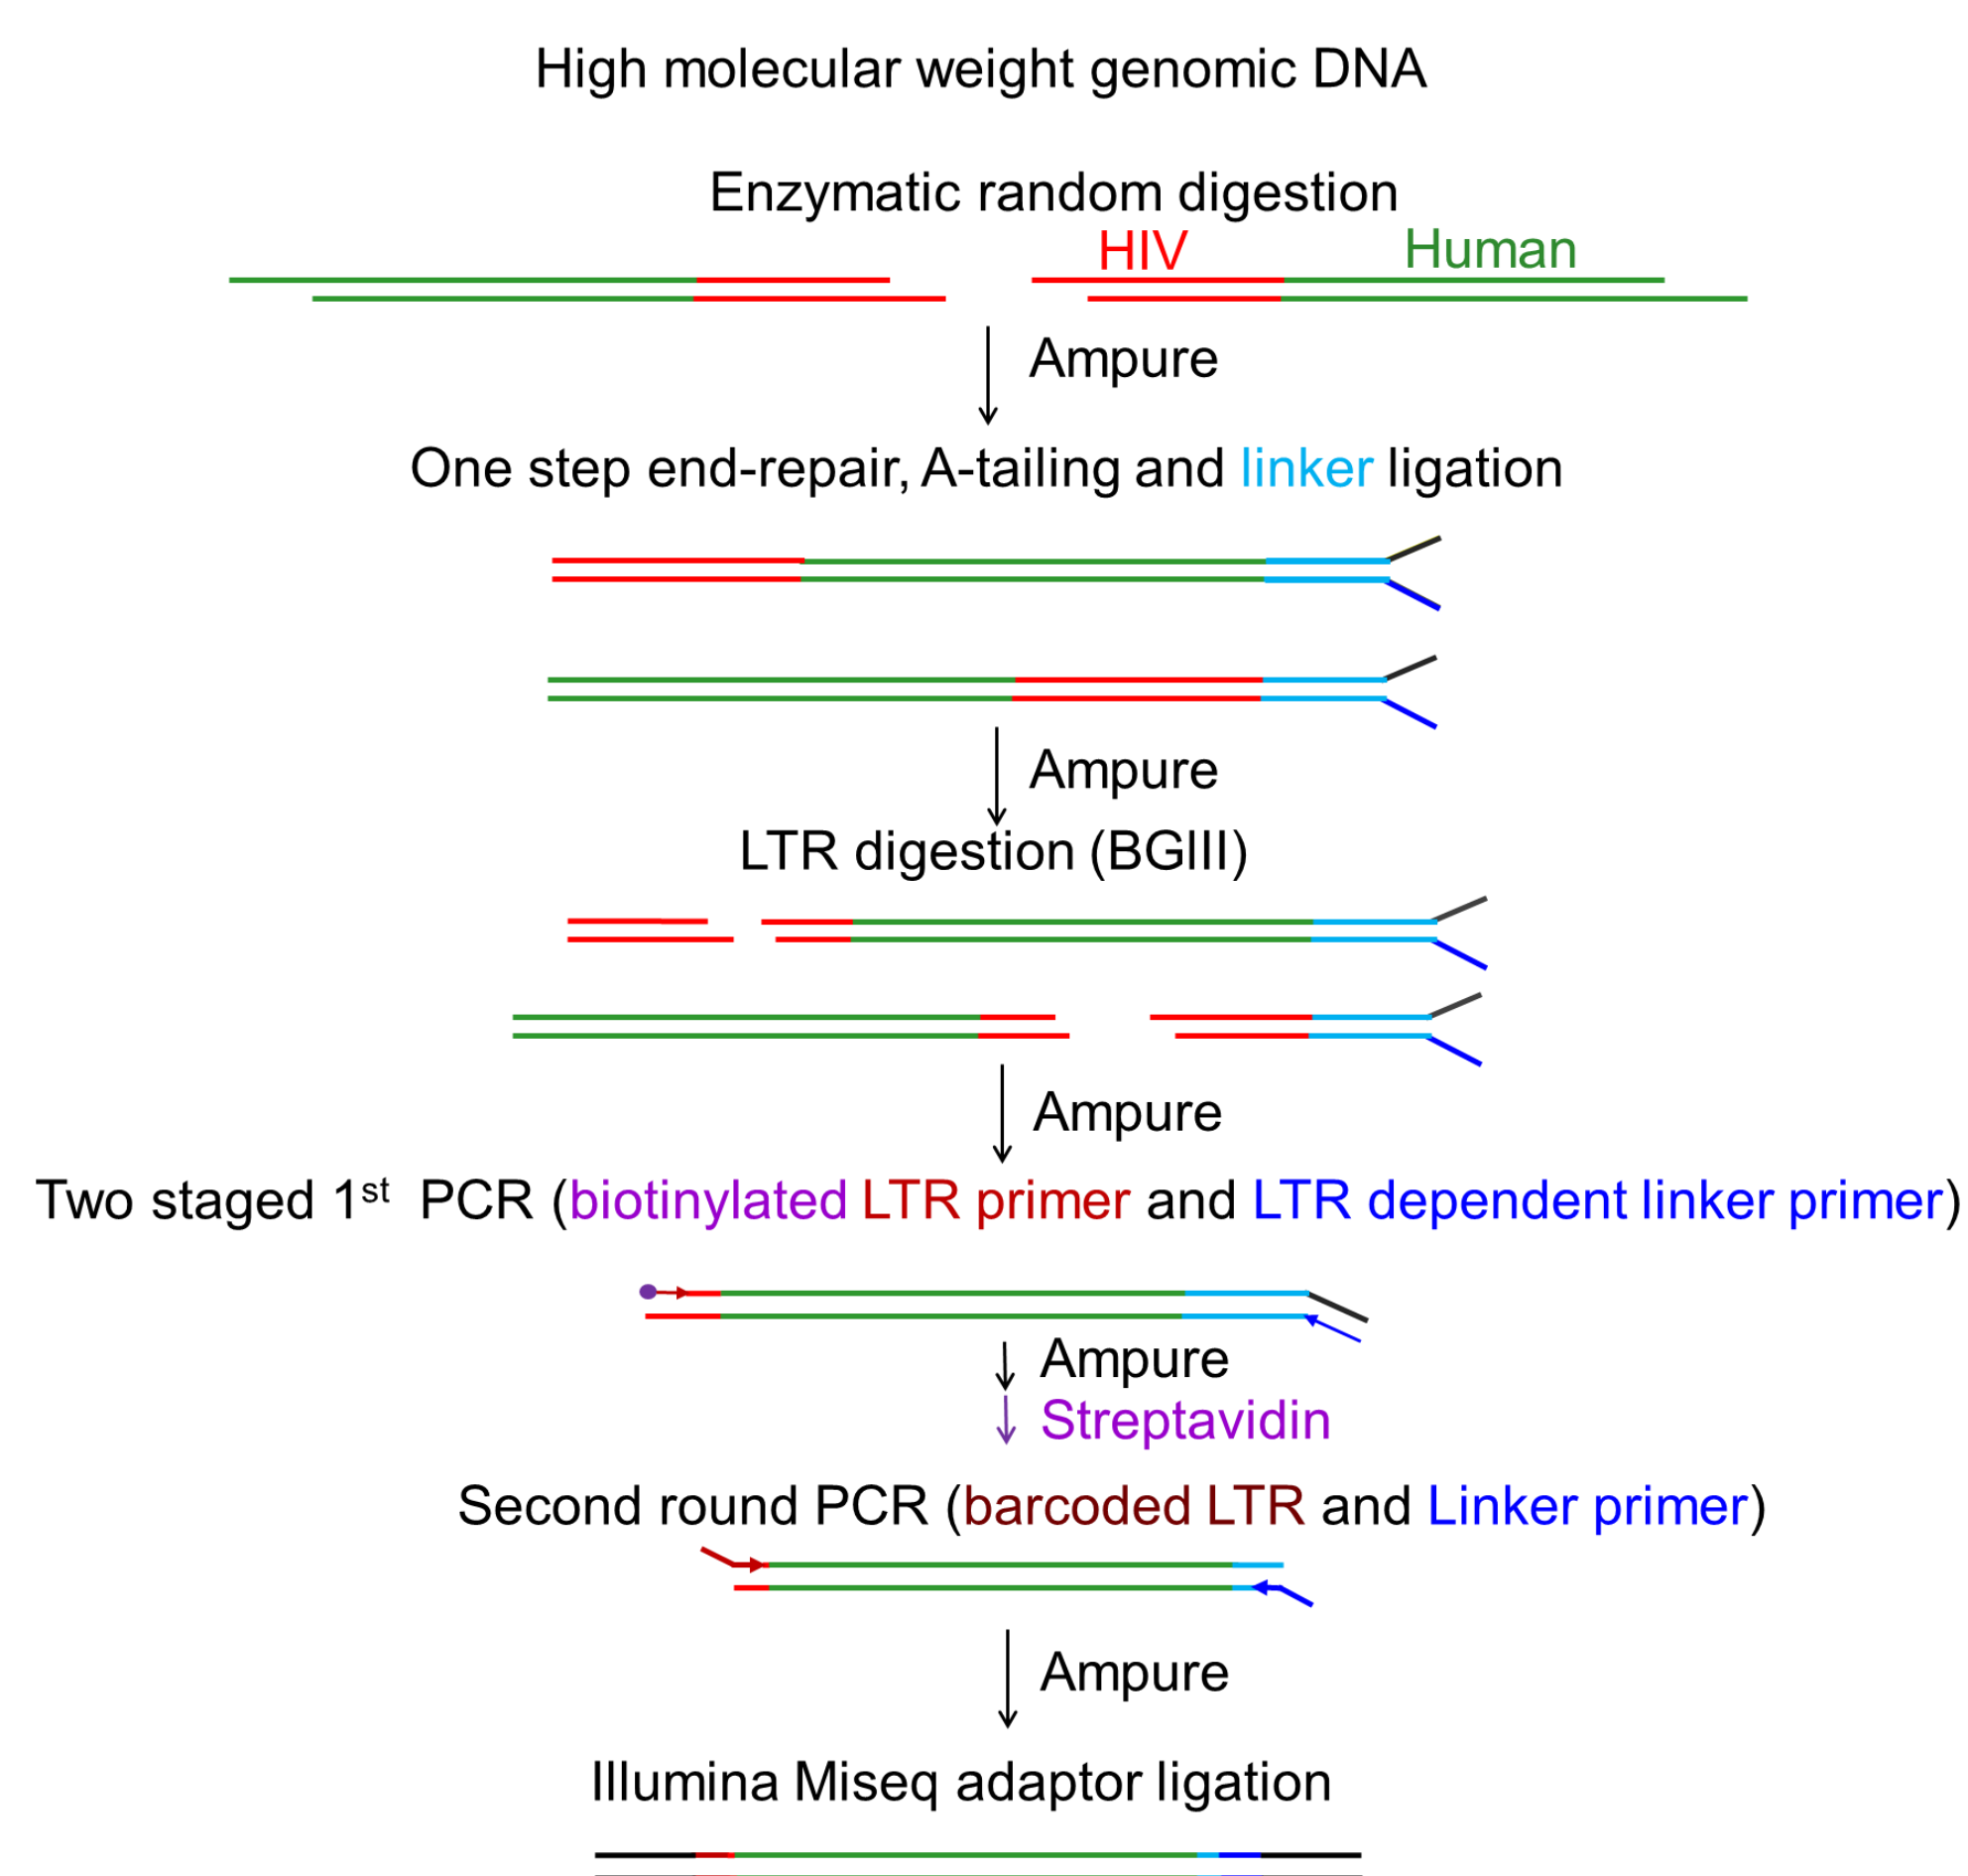 High molecular weight genomic DNA
Enzymatic random digestion
HIV Human
Ampure
One step end-repair, A-tailing and linker ligation
Ampure
LTR digestion (BGIII)
Ampure
Two staged 1st PCR (biotinylated LTR primer and LTR dependent linker primer)
Ampure
Streptavidin
Second round PCR (barcoded LTR and Linker primer)
Ampure
Illumina Miseq adaptor ligation